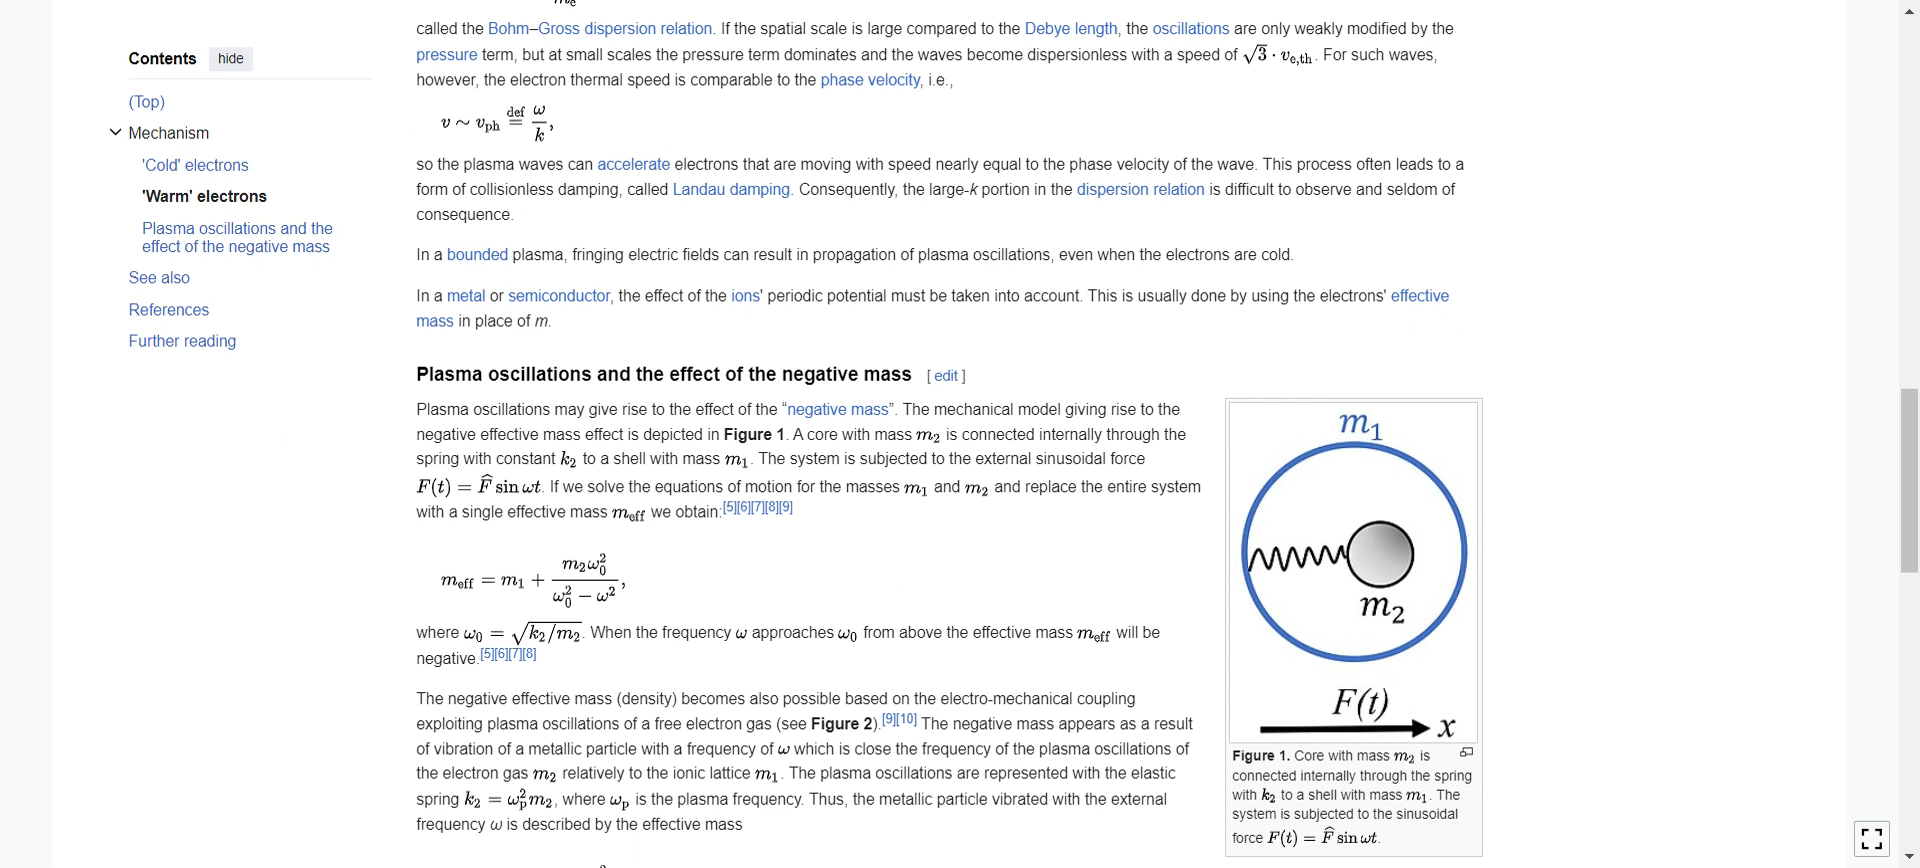 Contents hide
(Top)
Mechanism
'Cold' electrons
'Warm' electrons
Plasma oscillations and the
effect of the negative mass
See also
References
Further reading
called the Bohm–Gross dispersion relation. If the spatial scale is large compared to the Debye length, the oscillations are only weakly modified by the
pressure term, but at small scales the pressure term dominates and the waves become dispersionless with a speed of √3 · v_e,th. For such waves,
however, the electron thermal speed is comparable to the phase velocity, i.e.,
v ∼ v_ph ≝ ω/k,
so the plasma waves can accelerate electrons that are moving with speed nearly equal to the phase velocity of the wave. This process often leads to a
form of collisionless damping, called Landau damping. Consequently, the large-k portion in the dispersion relation is difficult to observe and seldom of
consequence.
In a bounded plasma, fringing electric fields can result in propagation of plasma oscillations, even when the electrons are cold.
In a metal or semiconductor, the effect of the ions' periodic potential must be taken into account. This is usually done by using the electrons' effective
mass in place of m.
Plasma oscillations and the effect of the negative mass [ edit ]
Plasma oscillations may give rise to the effect of the “negative mass”. The mechanical model giving rise to the
negative effective mass effect is depicted in Figure 1. A core with mass m₂ is connected internally through the
spring with constant k₂ to a shell with mass m₁. The system is subjected to the external sinusoidal force
F(t) = F̂ sin ωt. If we solve the equations of motion for the masses m₁ and m₂ and replace the entire system
with a single effective mass m_eff we obtain:[5][6][7][8][9]
m_eff = m₁ + m₂ω₀²/(ω₀² − ω²),
where ω₀ = √(k₂/m₂). When the frequency ω approaches ω₀ from above the effective mass m_eff will be
negative.[5][6][7][8]
The negative effective mass (density) becomes also possible based on the electro-mechanical coupling
exploiting plasma oscillations of a free electron gas (see Figure 2).[9][10] The negative mass appears as a result
of vibration of a metallic particle with a frequency of ω which is close the frequency of the plasma oscillations of
the electron gas m₂ relatively to the ionic lattice m₁. The plasma oscillations are represented with the elastic
spring k₂ = ω_p²m₂, where ω_p is the plasma frequency. Thus, the metallic particle vibrated with the external
frequency ω is described by the effective mass
m₁
m₂
F(t)
x
Figure 1. Core with mass m₂ is
connected internally through the spring
with k₂ to a shell with mass m₁. The
system is subjected to the sinusoidal
force F(t) = F̂ sin ωt.